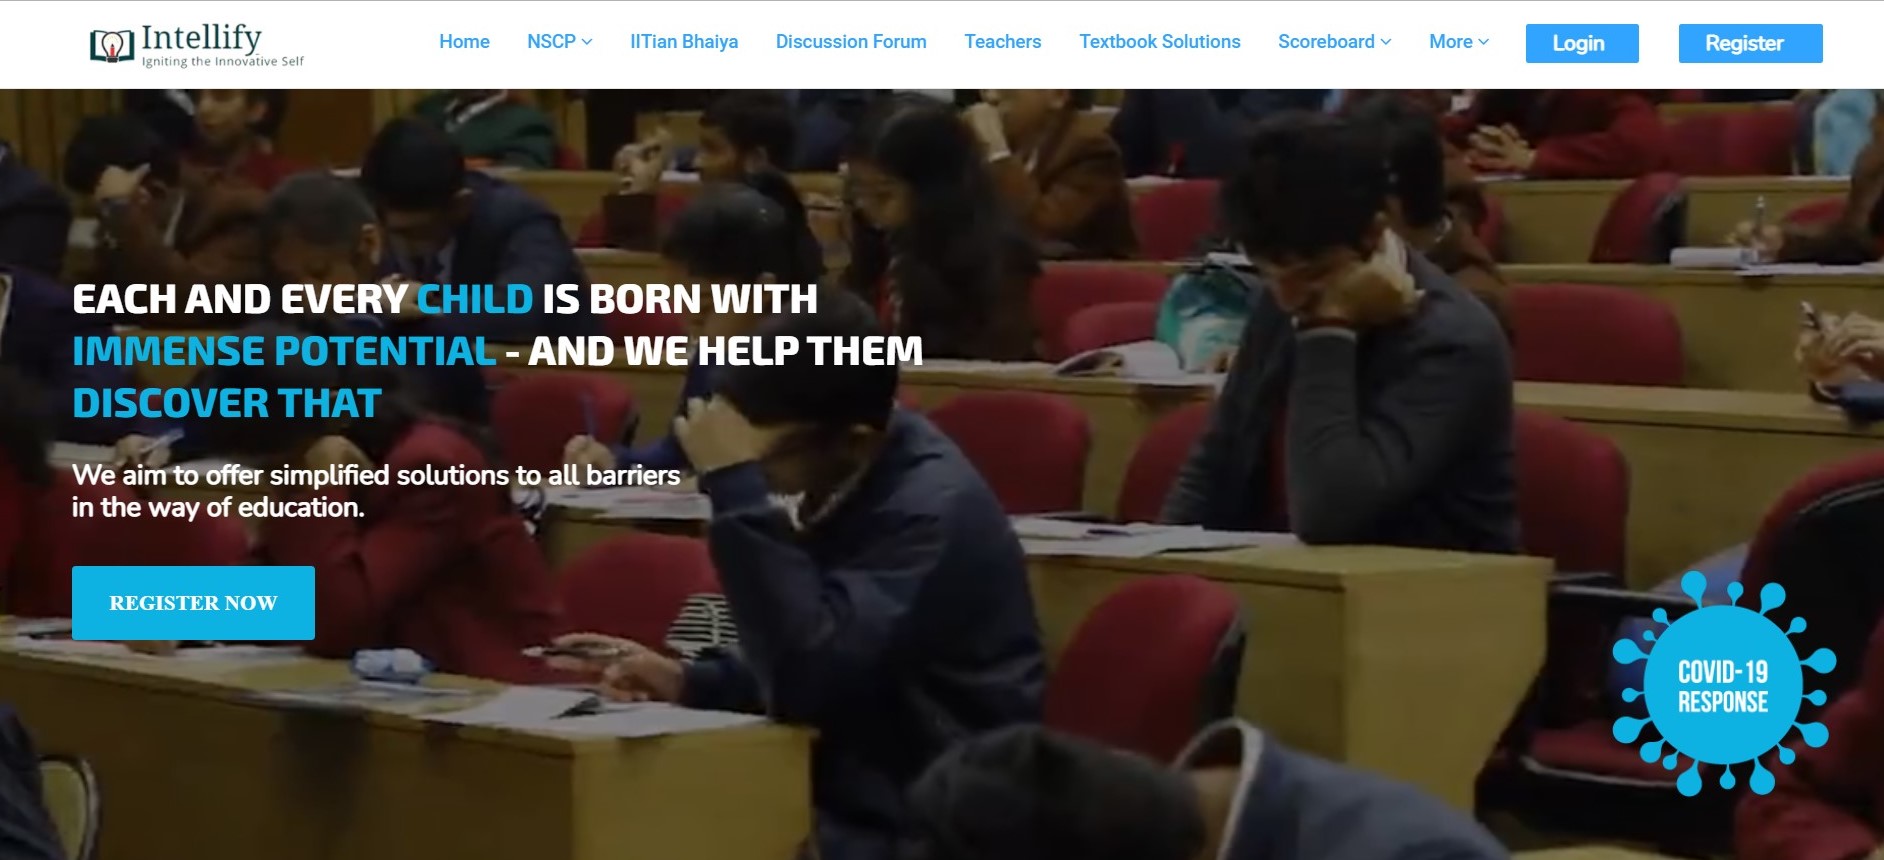 Intellify
Igniting the Innovative Self
Home
NSCP
IITian Bhaiya
Discussion Forum
Teachers
Textbook Solutions
Scoreboard
More
Login
Register
EACH AND EVERY CHILD IS BORN WITH
IMMENSE POTENTIAL - AND WE HELP THEM
DISCOVER THAT
We aim to offer simplified solutions to all barriers
in the way of education.
REGISTER NOW
COVID-19
RESPONSE